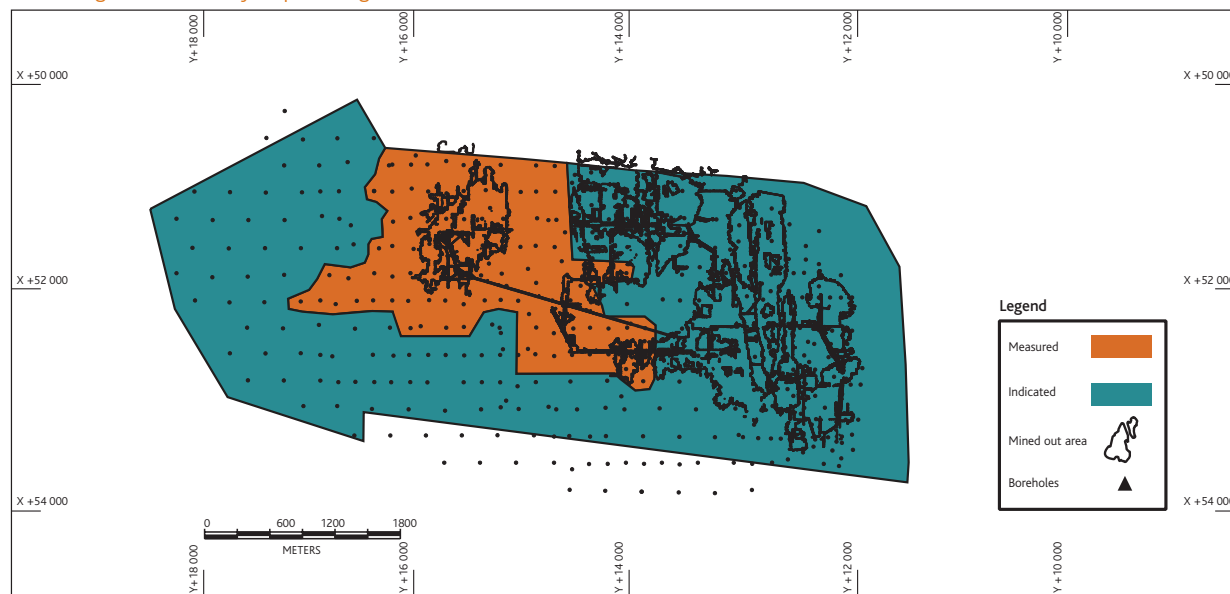 Y +18 000
Y +16 000
Y +14 000
Y +12 000
Y +10 000
X +50 000
X +50 000
X +52 000
X +52 000
Legend
Measured
Indicated
Mined out area
Boreholes
X +54 000
X +54 000
0 600 1200 1800
METERS
Y +18 000
Y +16 000
Y +14 000
Y +12 000
Y +10 000